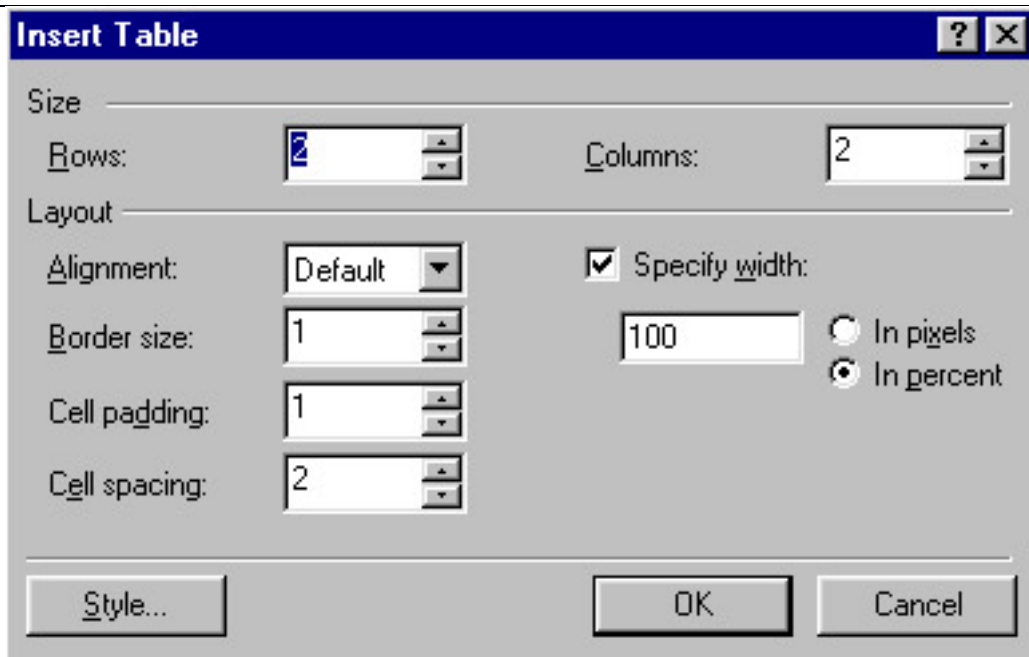 Insert Table
Size
Rows: 2 Columns: 2
Layout
Alignment: Default Specify width:
Border size: 1 100 In pixels
In percent
Cell padding: 1
Cell spacing: 2
Style... OK Cancel